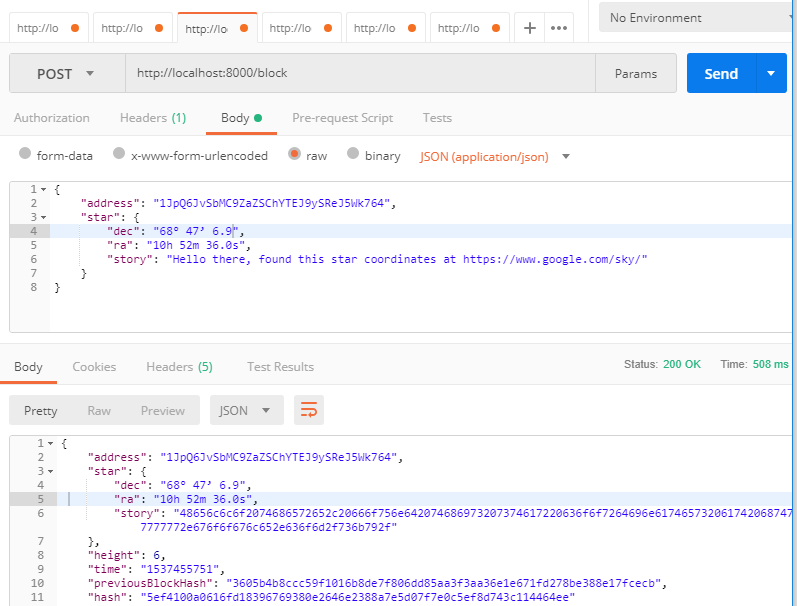 http://lo http://lo http://lo http://lo http://lo http://lo + ••• No Environment
POST http://localhost:8000/block Params Send
Authorization Headers (1) Body Pre-request Script Tests
form-data x-www-form-urlencoded raw binary JSON (application/json)
1 {
2 "address": "1JpQ6JvSbMC9ZaZSChYTEJ9ySReJ5Wk764",
3 "star": {
4 "dec": "68° 47’ 6.9",
5 "ra": "10h 52m 36.0s",
6 "story": "Hello there, found this star coordinates at https://www.google.com/sky/"
7 }
8 }
Body Cookies Headers (5) Test Results Status: 200 OK Time: 508 ms
Pretty Raw Preview JSON
1 {
2 "address": "1JpQ6JvSbMC9ZaZSChYTEJ9ySReJ5Wk764",
3 "star": {
4 "dec": "68° 47’ 6.9",
5 "ra": "10h 52m 36.0s",
6 "story": "48656c6c6f2074686572652c20666f756e642074686973207374617220636f6f7264696e617465732061742068747
7777772e676f6f676c652e636f6d2f736b792f"
7 },
8 "height": 6,
9 "time": "1537455751",
10 "previousBlockHash": "3605b4b8ccc59f1016b8de7f806dd85aa3f3aa36e1e671fd278be388e17fcecb",
11 "hash": "5ef4100a0616fd18396769380e2646e2388a7e5d07f7e0c5ef8d743c114464ee"